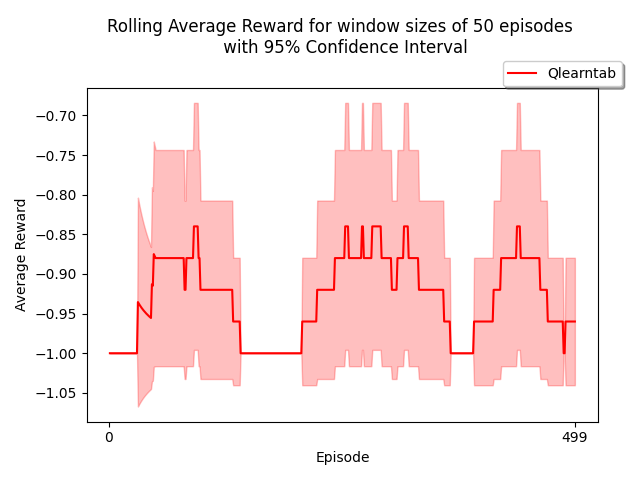 Rolling Average Reward for window sizes of 50 episodes
with 95% Confidence Interval
Qlearntab
−0.70
−0.75
−0.80
−0.85
−0.90
−0.95
−1.00
−1.05
Average Reward
0
499
Episode